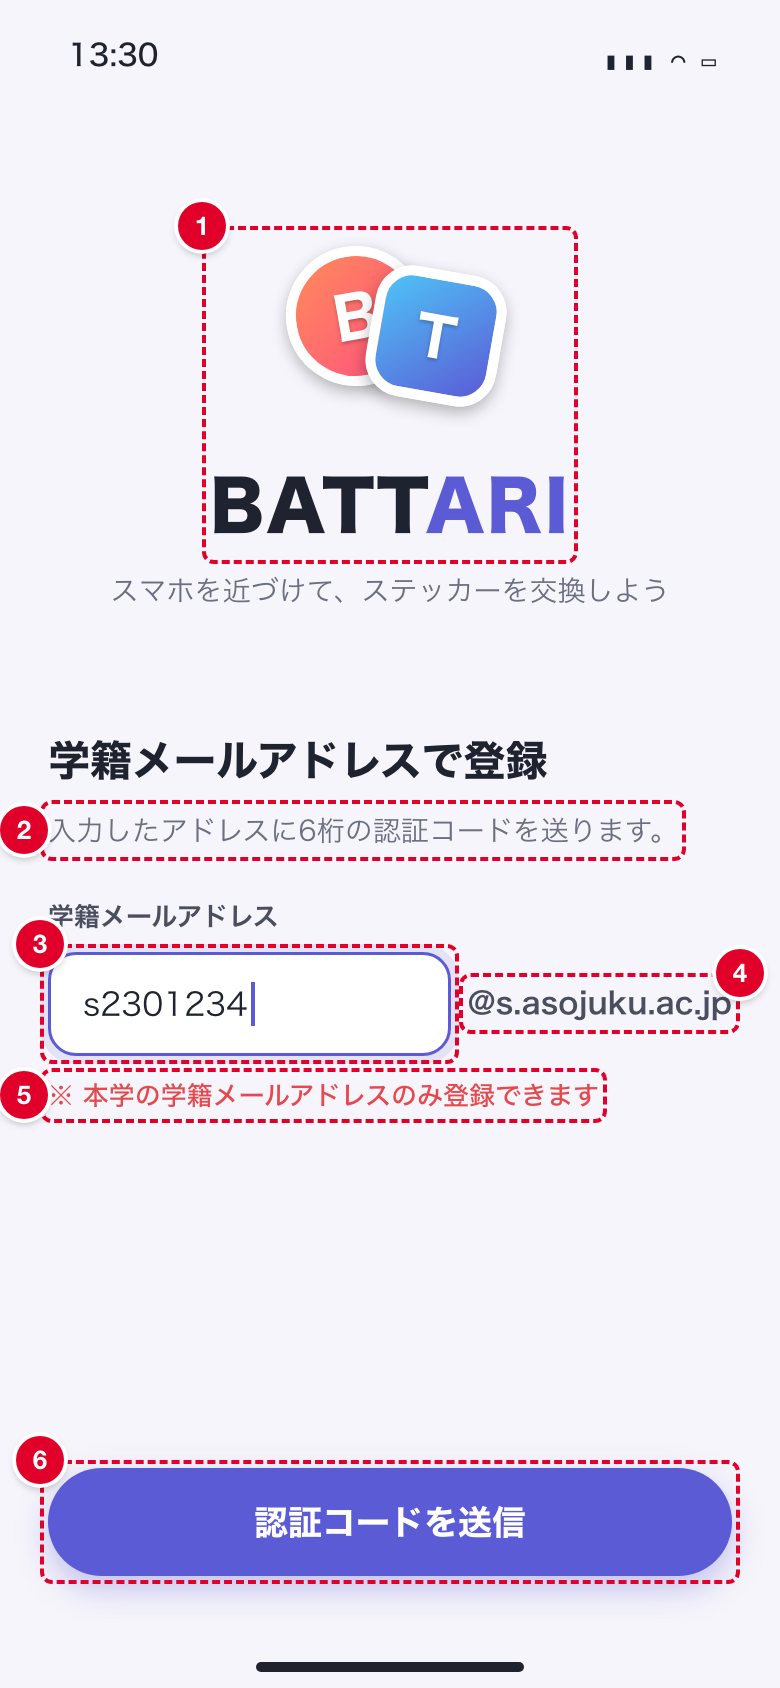 13:30
1
B T
BATTARI
スマホを近づけて、ステッカーを交換しよう
学籍メールアドレスで登録
2 入力したアドレスに6桁の認証コードを送ります。
学籍メールアドレス
3
4
s2301234 @s.asojuku.ac.jp
5 ※ 本学の学籍メールアドレスのみ登録できます
6
認証コードを送信